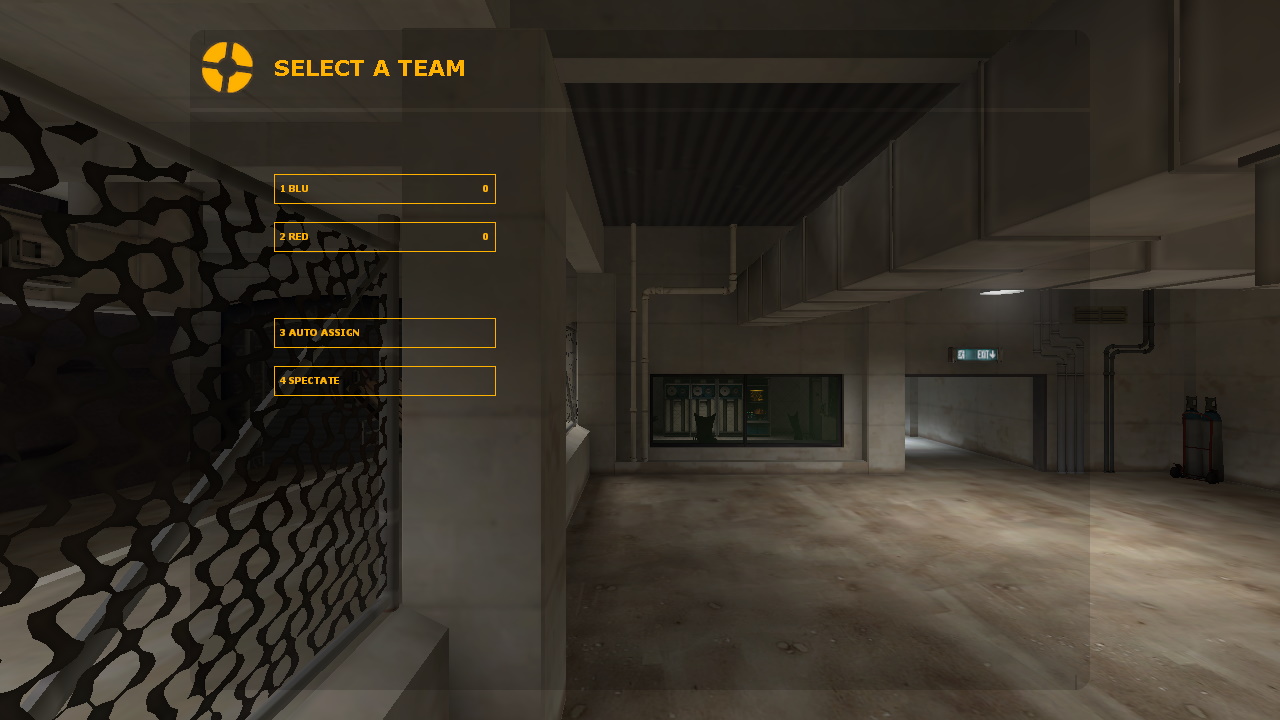 SELECT A TEAM
1 BLU 0
2 RED 0
3 AUTO ASSIGN
4 SPECTATE
EXIT